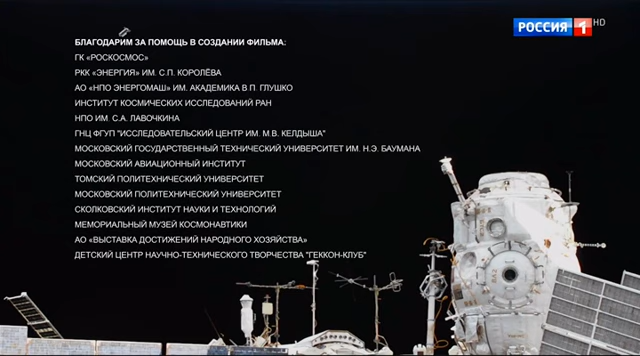 БЛАГОДАРИМ ЗА ПОМОЩЬ В СОЗДАНИИ ФИЛЬМА:
РОССИЯ 1 HD
ГК «РОСКОСМОС»
РКК «ЭНЕРГИЯ» ИМ. С.П. КОРОЛЁВА
АО «НПО ЭНЕРГОМАШ» ИМ. АКАДЕМИКА В.П. ГЛУШКО
ИНСТИТУТ КОСМИЧЕСКИХ ИССЛЕДОВАНИЙ РАН
НПО ИМ. С.А. ЛАВОЧКИНА
ГНЦ ФГУП "ИССЛЕДОВАТЕЛЬСКИЙ ЦЕНТР ИМ. М.В. КЕЛДЫША"
МОСКОВСКИЙ ГОСУДАРСТВЕННЫЙ ТЕХНИЧЕСКИЙ УНИВЕРСИТЕТ ИМ. Н.Э. БАУМАНА
МОСКОВСКИЙ АВИАЦИОННЫЙ ИНСТИТУТ
ТОМСКИЙ ПОЛИТЕХНИЧЕСКИЙ УНИВЕРСИТЕТ
МОСКОВСКИЙ ПОЛИТЕХНИЧЕСКИЙ УНИВЕРСИТЕТ
СКОЛКОВСКИЙ ИНСТИТУТ НАУКИ И ТЕХНОЛОГИЙ
МЕМОРИАЛЬНЫЙ МУЗЕЙ КОСМОНАВТИКИ
АО «ВЫСТАВКА ДОСТИЖЕНИЙ НАРОДНОГО ХОЗЯЙСТВА»
ДЕТСКИЙ ЦЕНТР НАУЧНО-ТЕХНИЧЕСКОГО ТВОРЧЕСТВА "ГЕККОН-КЛУБ"